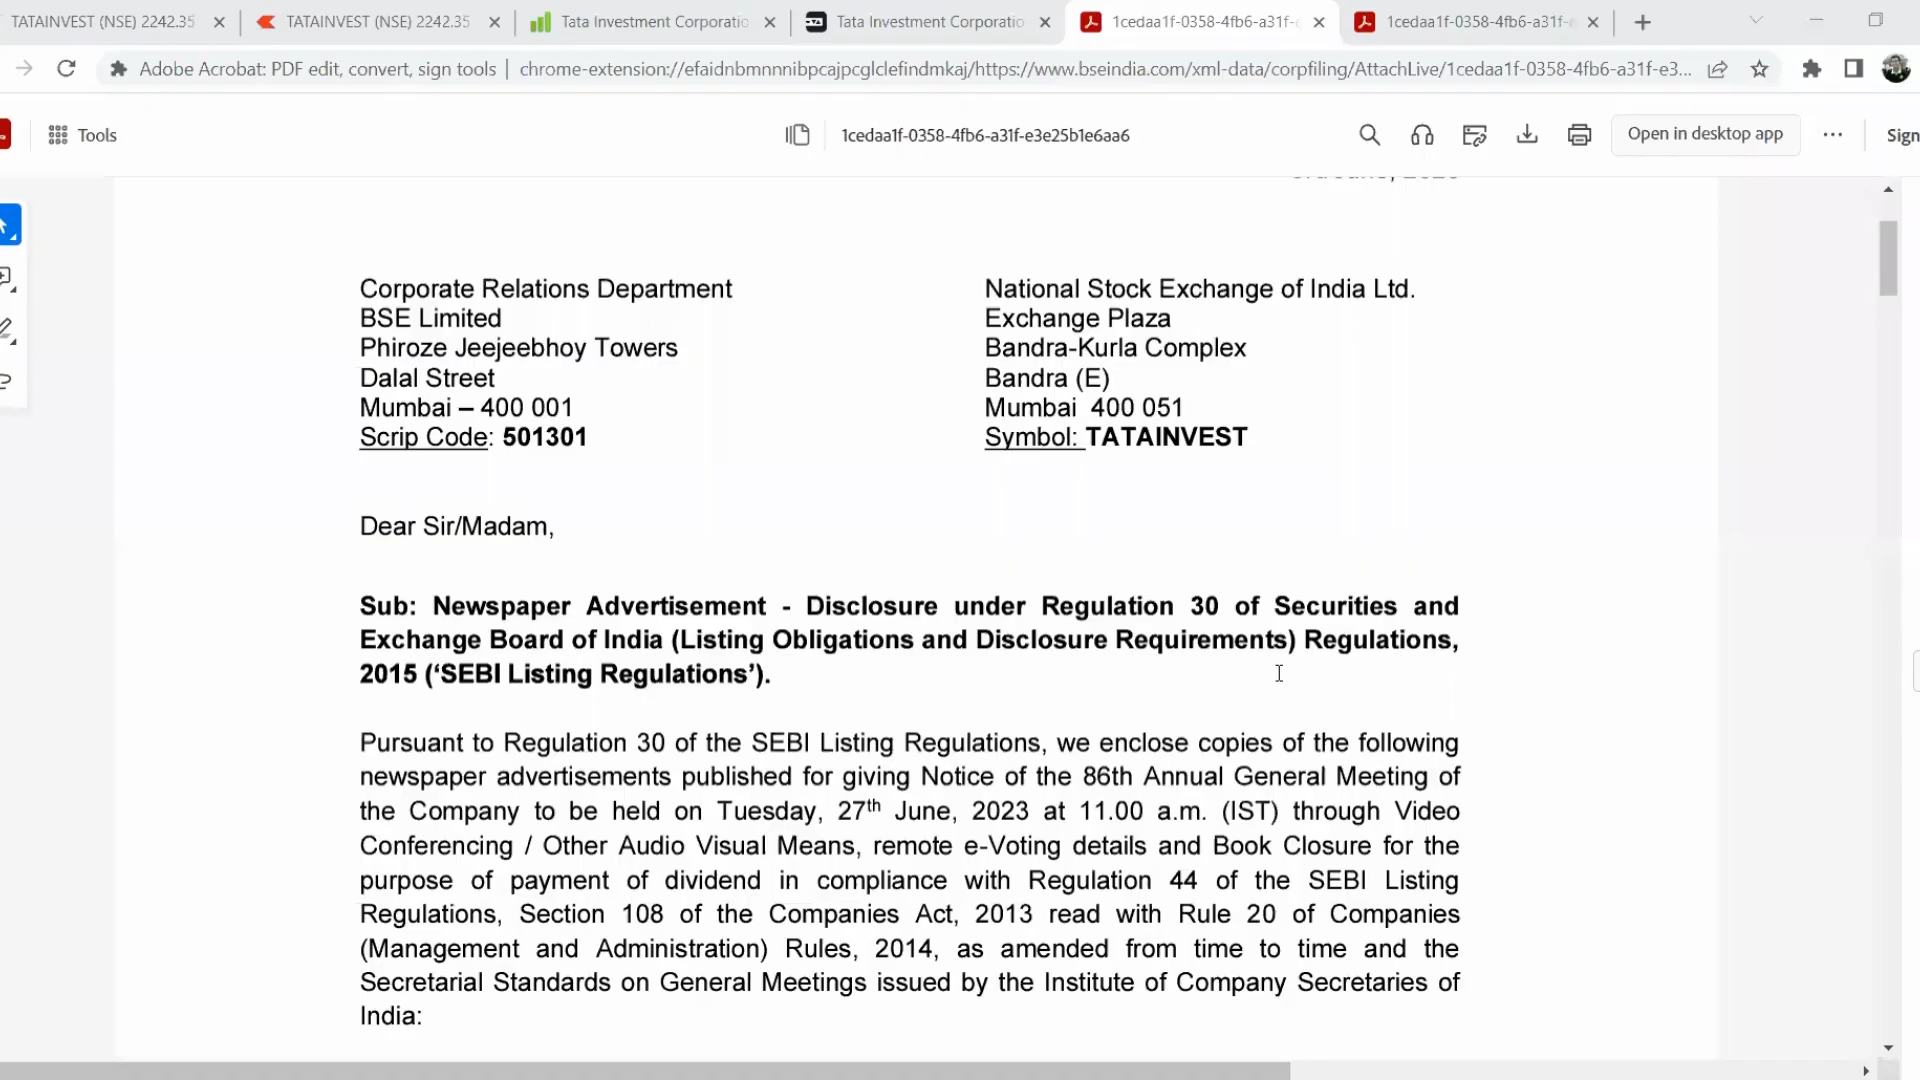 TATAINVEST (NSE) 2242.35
TATAINVEST (NSE) 2242.35
Tata Investment Corporatio
Tata Investment Corporatio
1cedaa1f-0358-4fb6-a31f-
1cedaa1f-0358-4fb6-a31f-
Adobe Acrobat: PDF edit, convert, sign tools | chrome-extension://efaidnbmnnnibpcajpcglclefindmkaj/https://www.bseindia.com/xml-data/corpfiling/AttachLive/1cedaa1f-0358-4fb6-a31f-e3...
Tools
1cedaa1f-0358-4fb6-a31f-e3e25b1e6aa6
Open in desktop app
Sign
Corporate Relations Department
BSE Limited
Phiroze Jeejeebhoy Towers
Dalal Street
Mumbai – 400 001
Scrip Code: 501301
National Stock Exchange of India Ltd.
Exchange Plaza
Bandra-Kurla Complex
Bandra (E)
Mumbai 400 051
Symbol: TATAINVEST
Dear Sir/Madam,
Sub: Newspaper Advertisement - Disclosure under Regulation 30 of Securities and
Exchange Board of India (Listing Obligations and Disclosure Requirements) Regulations,
2015 (‘SEBI Listing Regulations’).
Pursuant to Regulation 30 of the SEBI Listing Regulations, we enclose copies of the following
newspaper advertisements published for giving Notice of the 86th Annual General Meeting of
the Company to be held on Tuesday, 27th June, 2023 at 11.00 a.m. (IST) through Video
Conferencing / Other Audio Visual Means, remote e-Voting details and Book Closure for the
purpose of payment of dividend in compliance with Regulation 44 of the SEBI Listing
Regulations, Section 108 of the Companies Act, 2013 read with Rule 20 of Companies
(Management and Administration) Rules, 2014, as amended from time to time and the
Secretarial Standards on General Meetings issued by the Institute of Company Secretaries of
India: